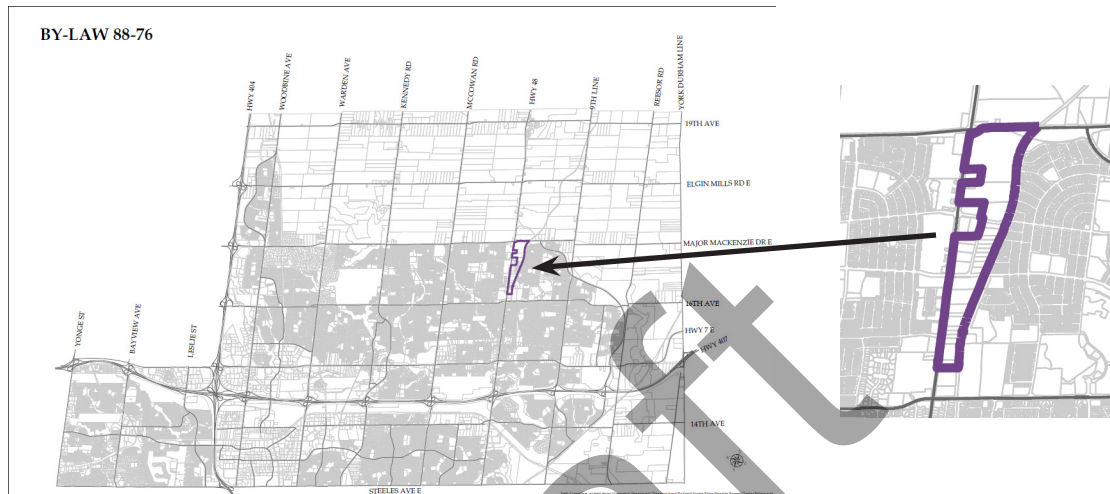 BY-LAW 88-76
HWY 404
WOODBINE AVE
WARDEN AVE
KENNEDY RD
MCCOWAN RD
HWY 48
9TH LINE
REESOR RD
YORK DURHAM LINE
19TH AVE
ELGIN MILLS RD E
MAJOR MACKENZIE DR E
16TH AVE
YONGE ST
BAYVIEW AVE
LESLIE ST
HWY 7 E
HWY 407
14TH AVE
STEELES AVE E